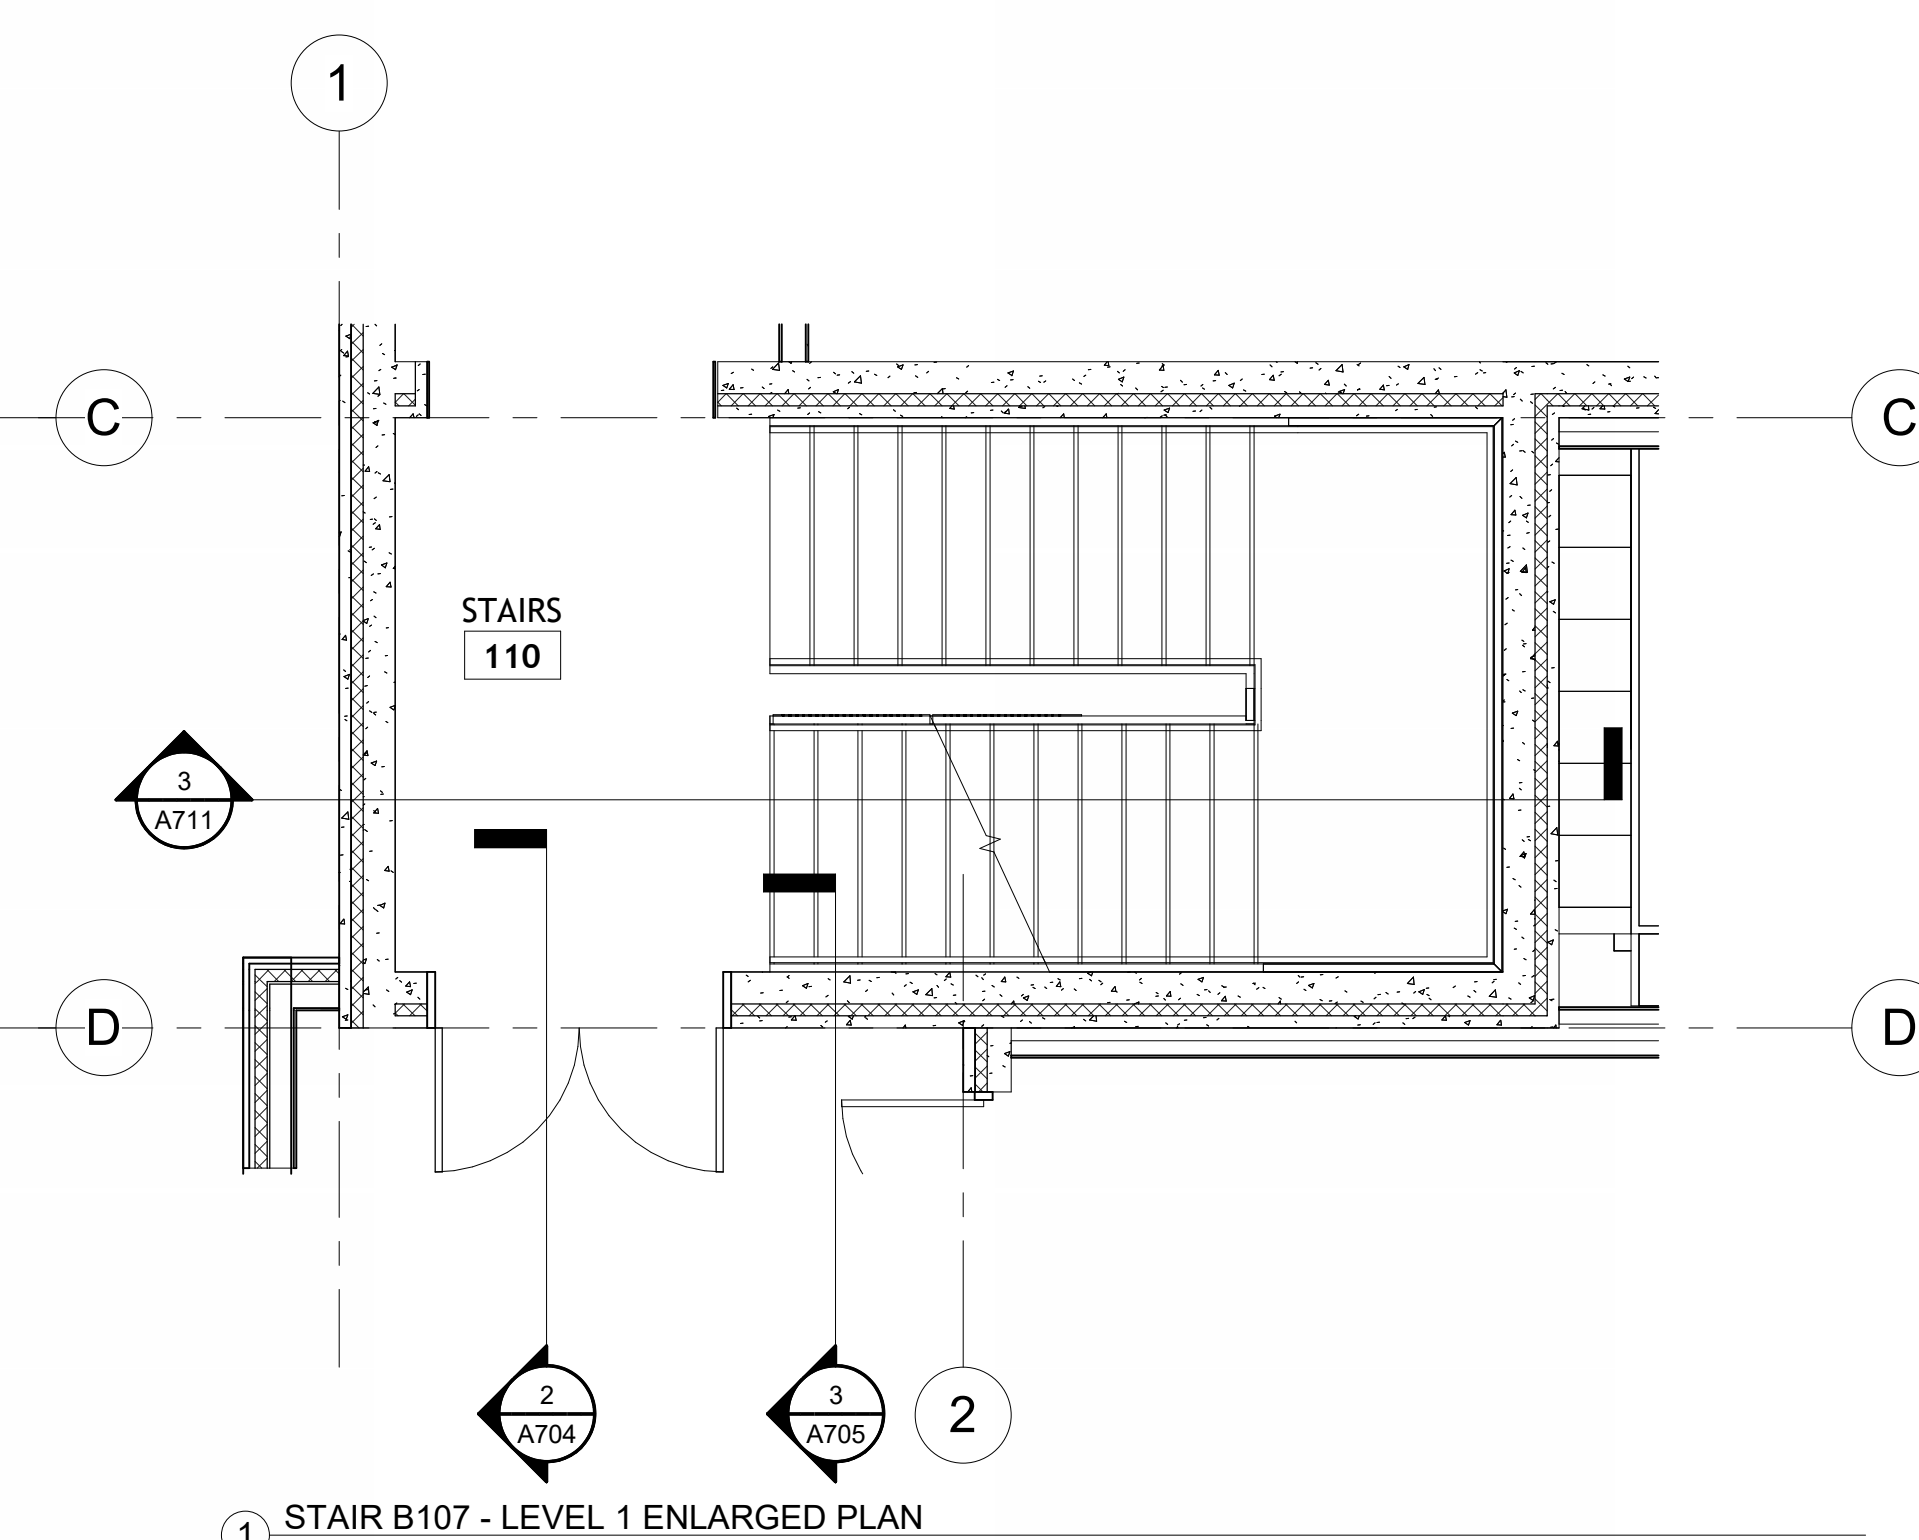 1
C
C
STAIRS
110
3
A711
D
D
2
A704
3
A705
2
1
STAIR B107 - LEVEL 1 ENLARGED PLAN